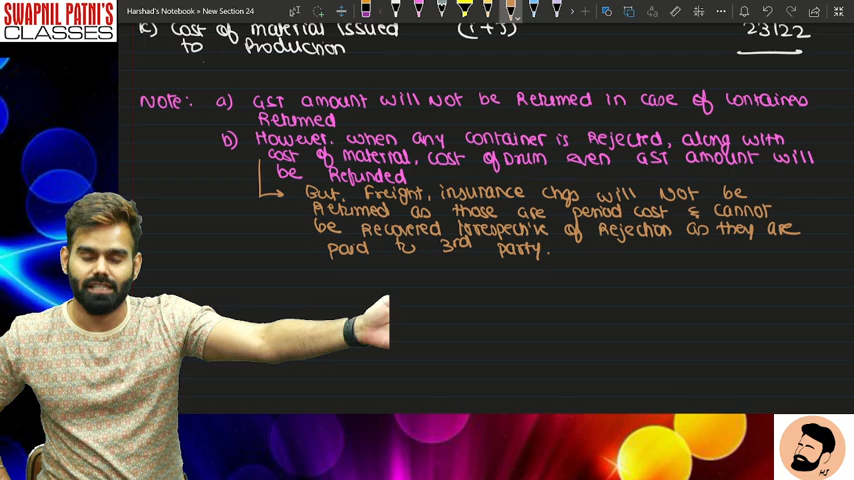 SWAPNIL PATNI'S
CLASSES
Harshad's Notebook » New Section 24
K) Cost of material Issued (i+j) 23122
to Production
Note: a) GST amount will Not be Returned in case of Containers
Returned
b) However, when any container is Rejected, along with
cost of material, cost of Drum even GST amount will
be Refunded
But, Freight, insurance chgs will Not be
Returned as those are period cost & cannot
be Recovered Irrespective of Rejection as they are
paid to 3rd party.